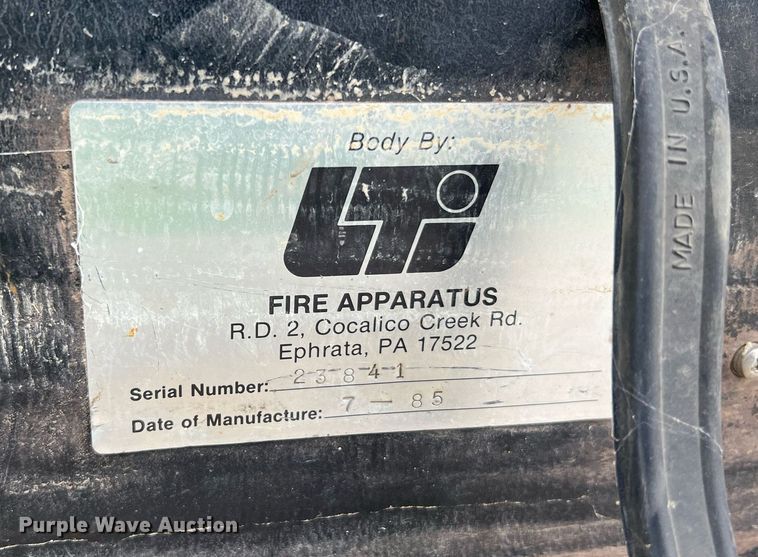 Body By:
LTi
FIRE APPARATUS
R.D. 2, Cocalico Creek Rd.
Ephrata, PA 17522
Serial Number: 23841
Date of Manufacture: 7 - 85
MADE IN U.S.A.
Purple Wave Auction